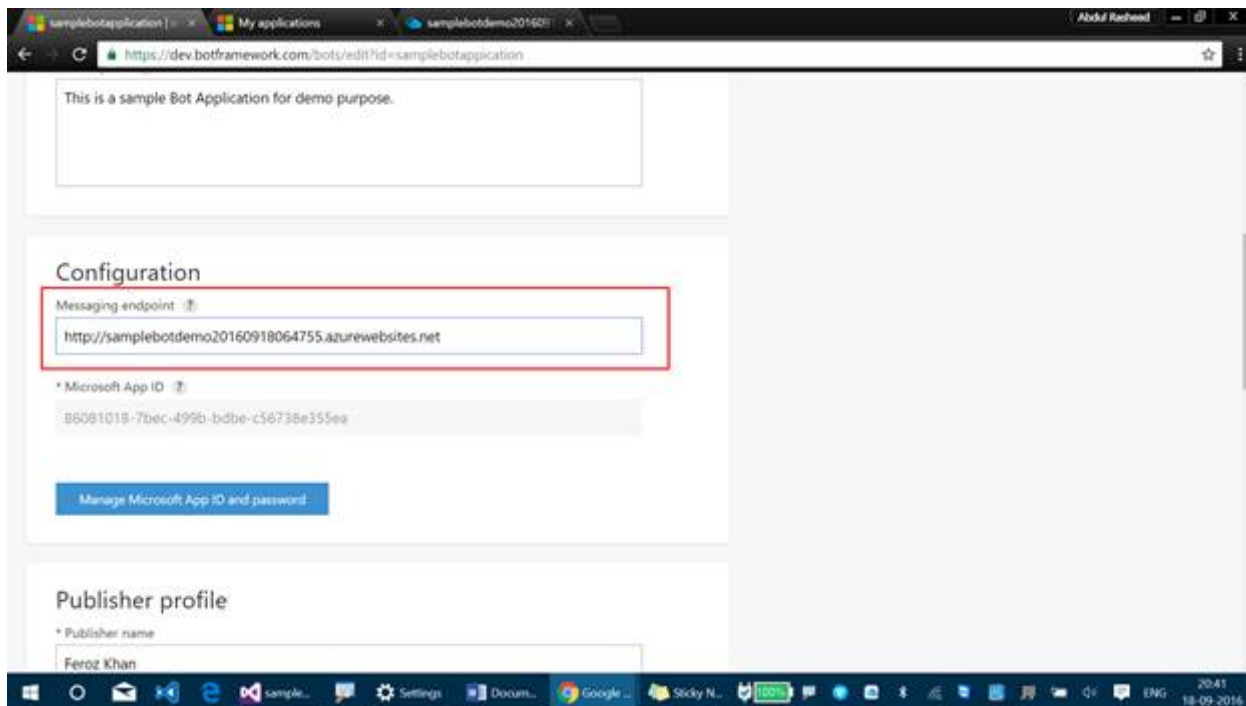 samplebotapplication |
My applications
samplebotdemo201609
Abdul Rasheed
https://dev.botframework.com/bots/edit?id=samplebotappication
This is a sample Bot Application for demo purpose.
Configuration
Messaging endpoint ?
http://samplebotdemo20160918064755.azurewebsites.net
* Microsoft App ID ?
86081018-7bec-499b-bdbe-c56738e355ea
Manage Microsoft App ID and password
Publisher profile
* Publisher name
Feroz Khan
sample...
Settings
Docum...
Google ...
Sticky N...
100%
ENG
20:41
18-09-2016